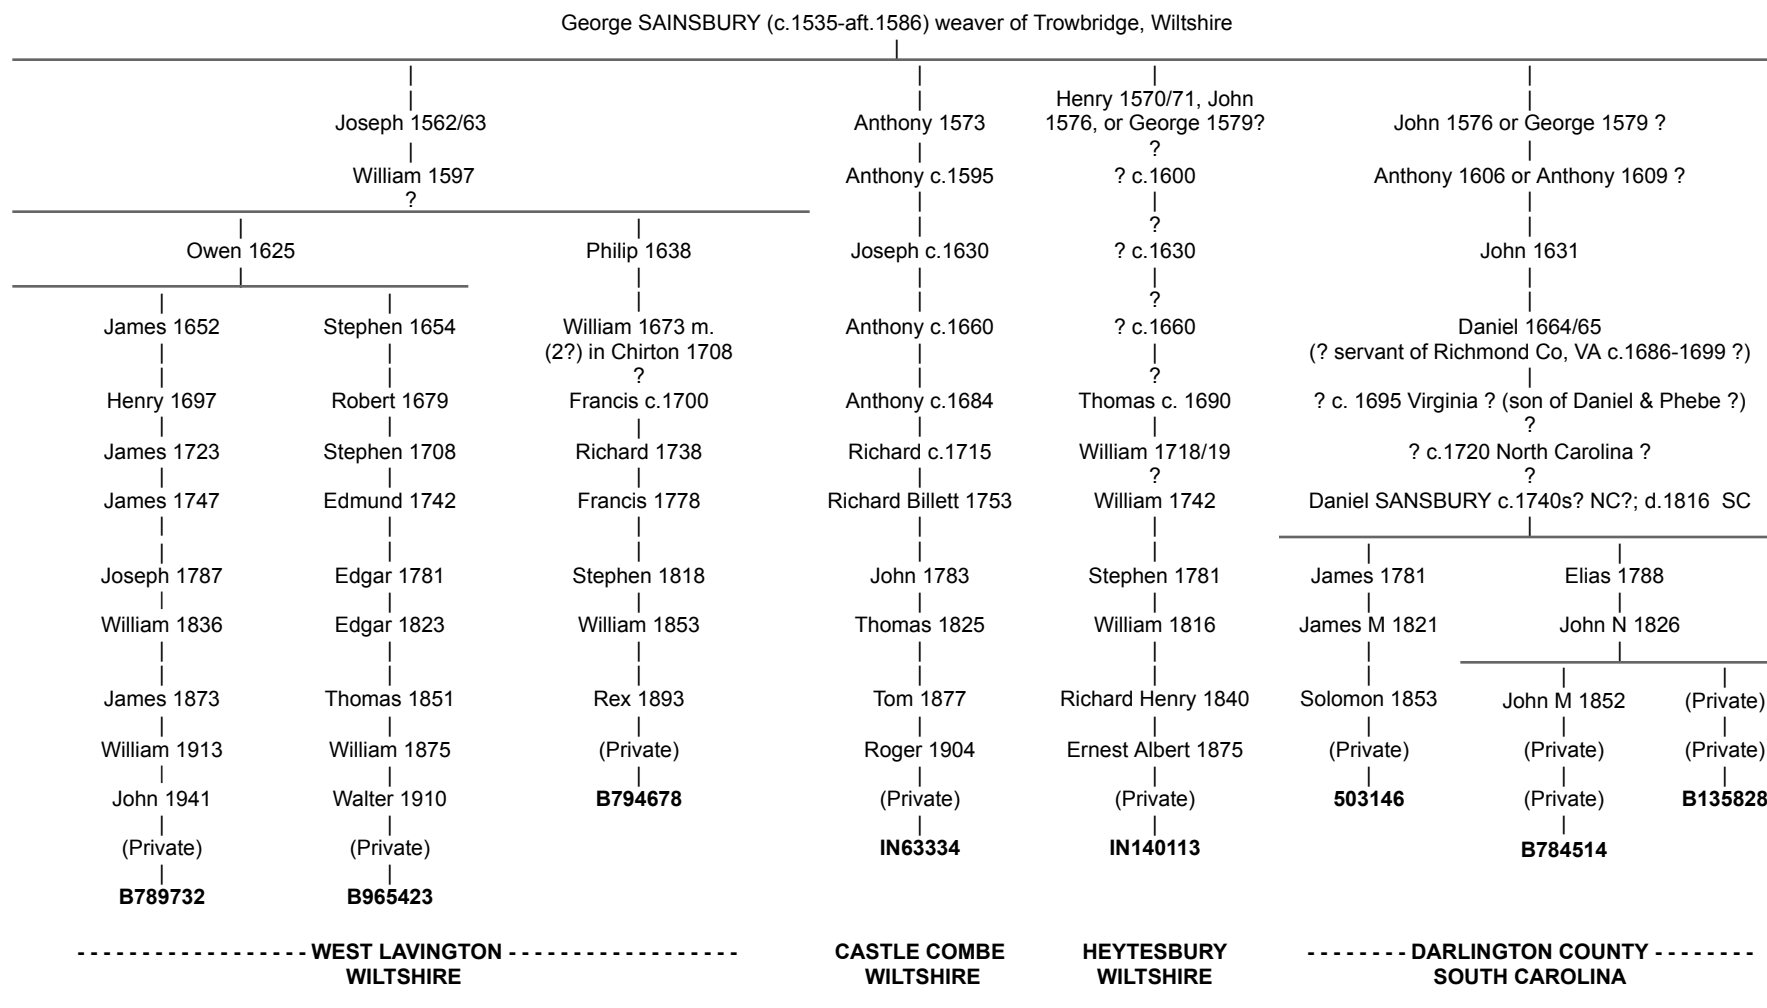 George SAINSBURY (c.1535-aft.1586) weaver of Trowbridge, Wiltshire
Henry 1570/71, John
Joseph 1562/63 Anthony 1573 1576, or George 1579? John 1576 or George 1579 ?
?
William 1597 Anthony c.1595 ? c.1600 Anthony 1606 or Anthony 1609 ?
?
?
Owen 1625 Philip 1638 Joseph c.1630 ? c.1630 John 1631
?
James 1652 Stephen 1654 William 1673 m. Anthony c.1660 ? c.1660 Daniel 1664/65
(2?) in Chirton 1708 (? servant of Richmond Co, VA c.1686-1699 ?)
? ?
Henry 1697 Robert 1679 Francis c.1700 Anthony c.1684 Thomas c. 1690 ? c. 1695 Virginia ? (son of Daniel & Phebe ?)
?
James 1723 Stephen 1708 Richard 1738 Richard c.1715 William 1718/19 ? c.1720 North Carolina ?
? ?
James 1747 Edmund 1742 Francis 1778 Richard Billett 1753 William 1742 Daniel SANSBURY c.1740s? NC?; d.1816 SC
Joseph 1787 Edgar 1781 Stephen 1818 John 1783 Stephen 1781 James 1781 Elias 1788
William 1836 Edgar 1823 William 1853 Thomas 1825 William 1816 James M 1821 John N 1826
James 1873 Thomas 1851 Rex 1893 Tom 1877 Richard Henry 1840 Solomon 1853 John M 1852 (Private)
William 1913 William 1875 (Private) Roger 1904 Ernest Albert 1875 (Private) (Private) (Private)
John 1941 Walter 1910 B794678 (Private) (Private) 503146 (Private) B135828
(Private) (Private) IN63334 IN140113 B784514
B789732 B965423
- - - - - - - - - - - - - - - - - - WEST LAVINGTON - - - - - - - - - - - - - - - - - - CASTLE COMBE HEYTESBURY - - - - - - - - DARLINGTON COUNTY - - - - - - - -
WILTSHIRE WILTSHIRE WILTSHIRE SOUTH CAROLINA